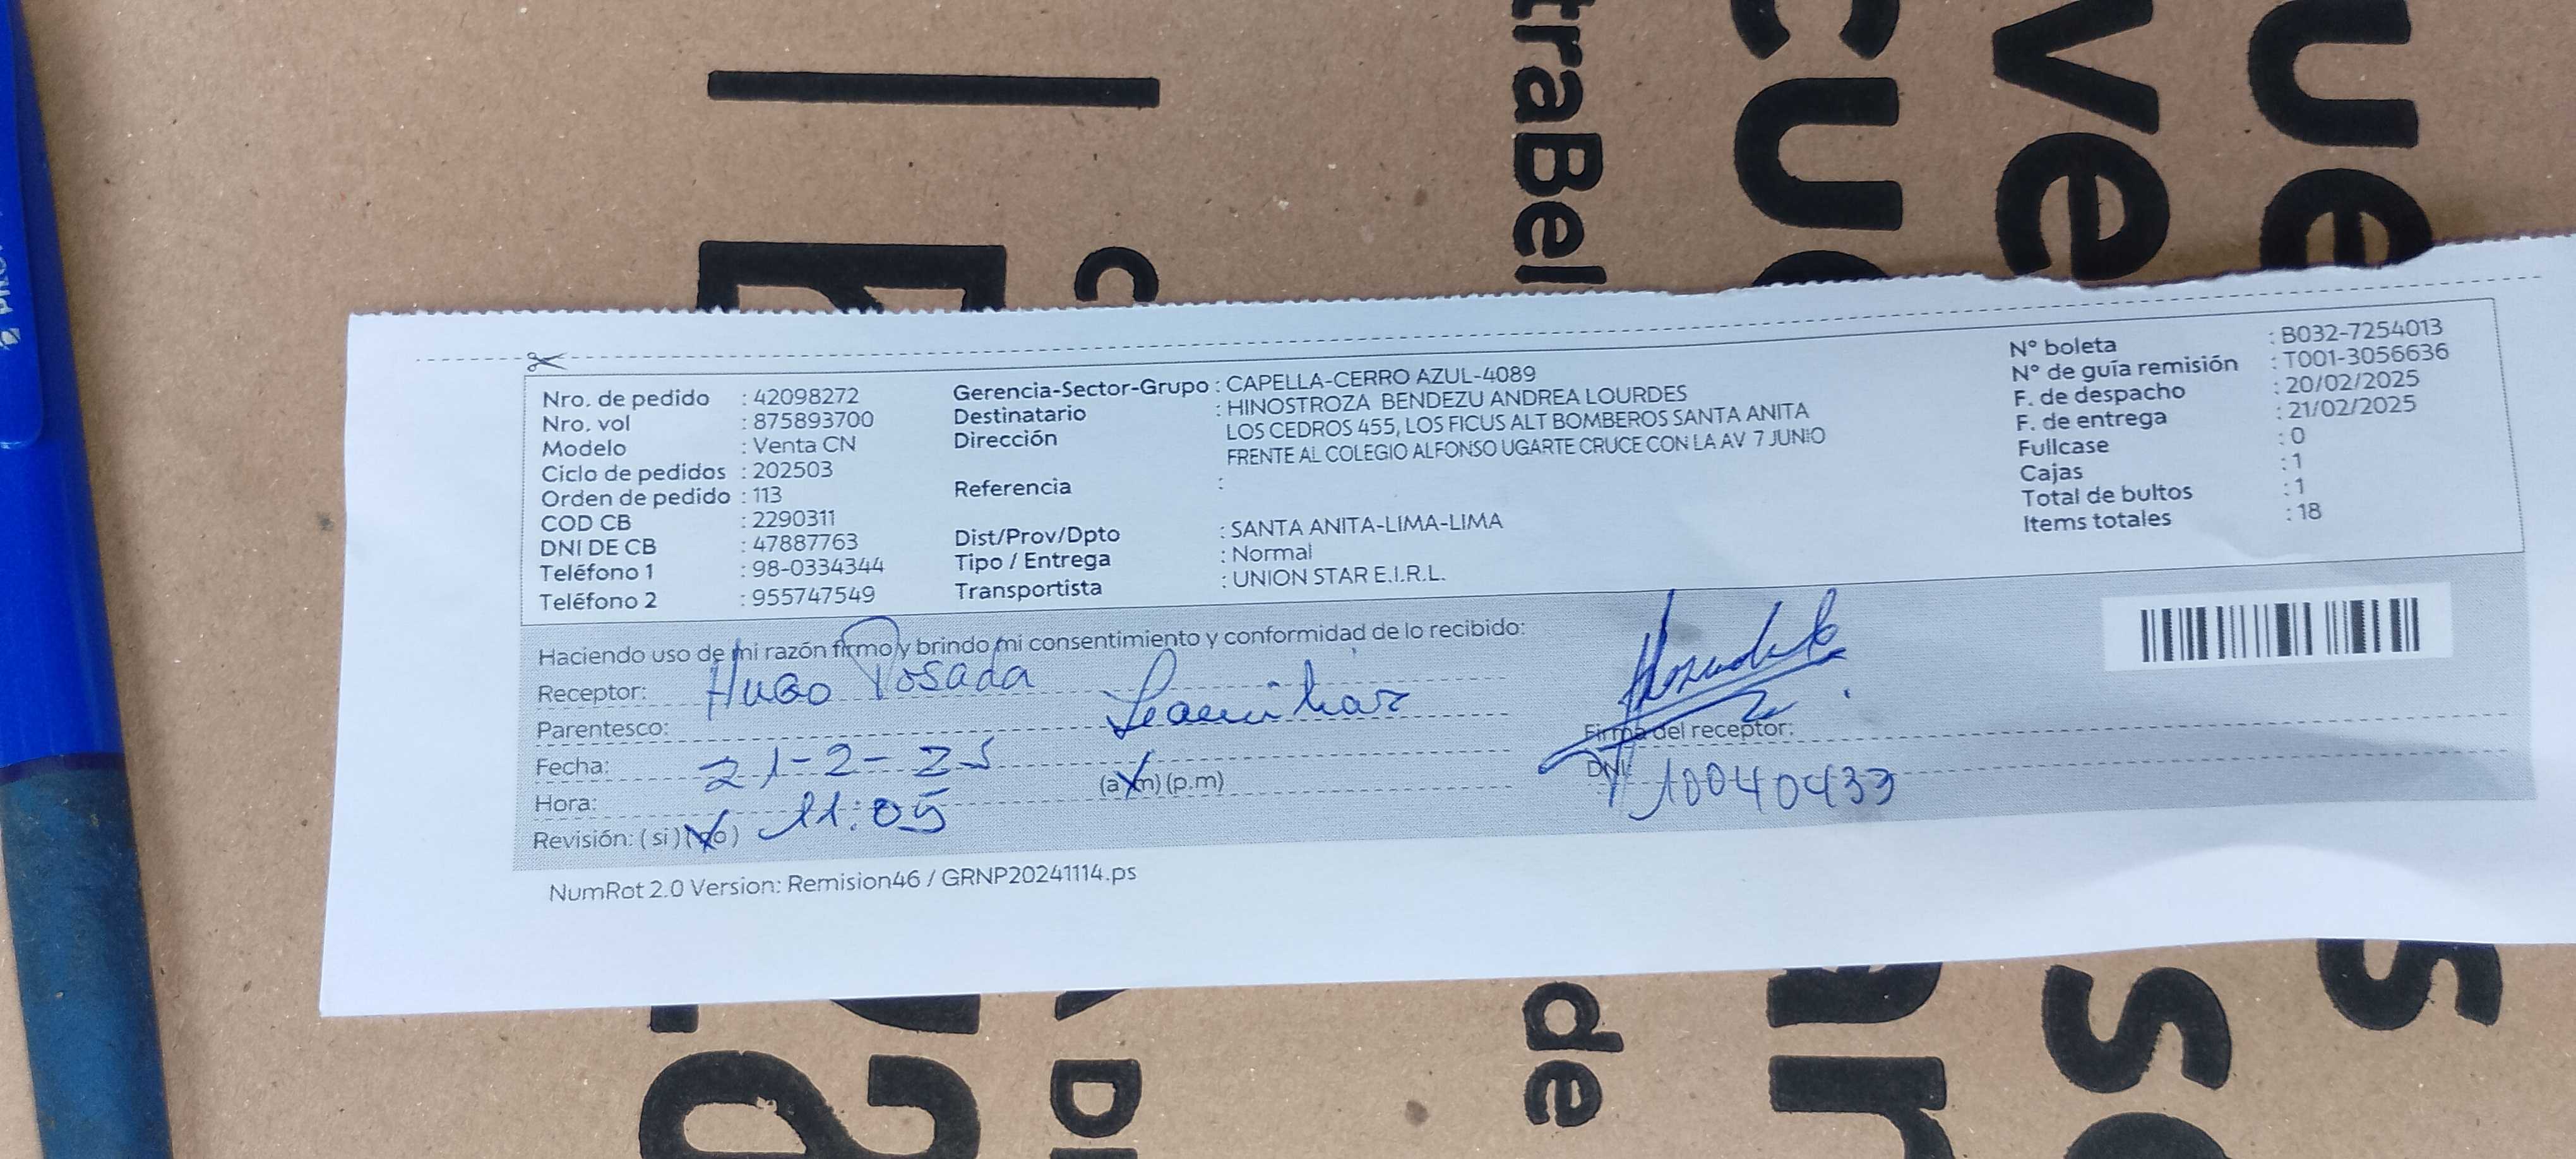 Nro. de pedido : 42098272
Nro. vol : 875893700
Modelo : Venta CN
Ciclo de pedidos : 202503
Orden de pedido : 113
COD CB : 2290311
DNI DE CB : 47887763
Teléfono 1 : 98-0334344
Teléfono 2 : 955747549
Gerencia-Sector-Grupo : CAPELLA-CERRO AZUL-4089
Destinatario : HINOSTROZA BENDEZU ANDREA LOURDES
Dirección LOS CEDROS 455, LOS FICUS ALT BOMBEROS SANTA ANITA
FRENTE AL COLEGIO ALFONSO UGARTE CRUCE CON LA AV 7 JUNIO
Referencia :
Dist/Prov/Dpto : SANTA ANITA-LIMA-LIMA
Tipo / Entrega : Normal
Transportista : UNION STAR E.I.R.L.
N° boleta : B032-7254013
N° de guía remisión : T001-3056636
F. de despacho : 20/02/2025
F. de entrega : 21/02/2025
Fullcase : 0
Cajas : 1
Total de bultos : 1
Items totales : 18
Haciendo uso de mi razón firmo y brindo mi consentimiento y conformidad de lo recibido:
Receptor: Hugo Posada
Parentesco: Familiar
Fecha: 21-2-25
Hora: 11:05 (a.m) (p.m)
Revisión: (si) (no)
Firma del receptor:
DNI: 10040433
NumRot 2.0 Version: Remision46 / GRNP20241114.ps
traBel
de